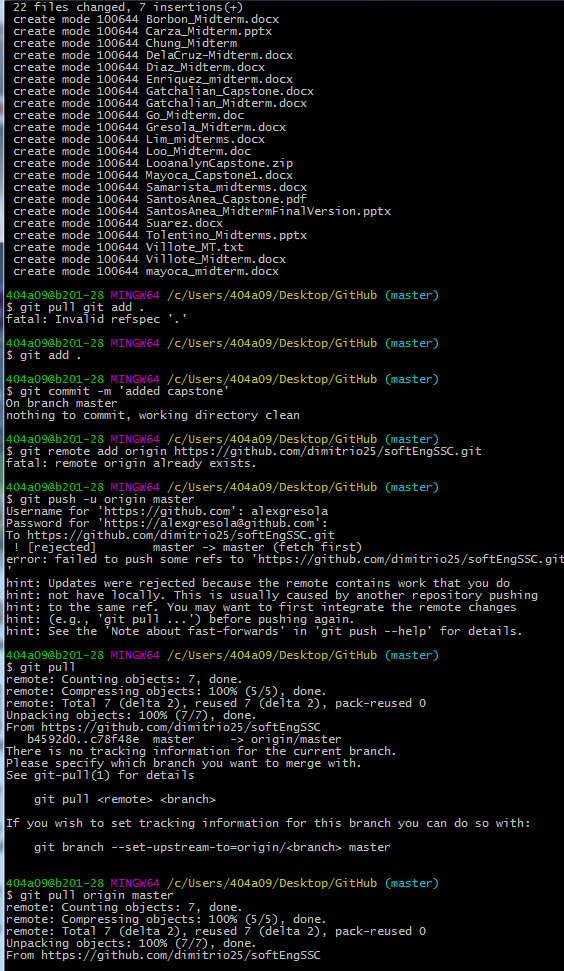 22 files changed, 7 insertions(+)
create mode 100644 Borbon_Midterm.docx
create mode 100644 Carza_Midterm.pptx
create mode 100644 Chung_Midterm
create mode 100644 DelaCruz-Midterm.docx
create mode 100644 Diaz_Midterm.docx
create mode 100644 Enriquez_midterm.docx
create mode 100644 Gatchalian_Capstone.docx
create mode 100644 Gatchalian_Midterm.docx
create mode 100644 Go_Midterm.doc
create mode 100644 Gresola_Midterm.docx
create mode 100644 Lim_midterms.docx
create mode 100644 Loo_Midterm.doc
create mode 100644 LooanalynCapstone.zip
create mode 100644 Mayoca_Capstone1.docx
create mode 100644 Samarista_midterms.docx
create mode 100644 SantosAnea_Capstone.pdf
create mode 100644 SantosAnea_MidtermFinalVersion.pptx
create mode 100644 Suarez.docx
create mode 100644 Tolentino_Midterms.pptx
create mode 100644 Villote_MT.txt
create mode 100644 Villote_Midterm.docx
create mode 100644 mayoca_midterm.docx
404a09@b201-28 MINGW64 /c/Users/404a09/Desktop/GitHub (master)
$ git pull git add .
fatal: Invalid refspec '.'
404a09@b201-28 MINGW64 /c/Users/404a09/Desktop/GitHub (master)
$ git add .
404a09@b201-28 MINGW64 /c/Users/404a09/Desktop/GitHub (master)
$ git commit -m 'added capstone'
On branch master
nothing to commit, working directory clean
404a09@b201-28 MINGW64 /c/Users/404a09/Desktop/GitHub (master)
$ git remote add origin https://github.com/dimitrio25/softEngSSC.git
fatal: remote origin already exists.
404a09@b201-28 MINGW64 /c/Users/404a09/Desktop/GitHub (master)
$ git push -u origin master
Username for 'https://github.com': alexgresola
Password for 'https://alexgresola@github.com':
To https://github.com/dimitrio25/softEngSSC.git
! [rejected] master -> master (fetch first)
error: failed to push some refs to 'https://github.com/dimitrio25/softEngSSC.git
'
hint: Updates were rejected because the remote contains work that you do
hint: not have locally. This is usually caused by another repository pushing
hint: to the same ref. You may want to first integrate the remote changes
hint: (e.g., 'git pull ...') before pushing again.
hint: See the 'Note about fast-forwards' in 'git push --help' for details.
404a09@b201-28 MINGW64 /c/Users/404a09/Desktop/GitHub (master)
$ git pull
remote: Counting objects: 7, done.
remote: Compressing objects: 100% (5/5), done.
remote: Total 7 (delta 2), reused 7 (delta 2), pack-reused 0
Unpacking objects: 100% (7/7), done.
From https://github.com/dimitrio25/softEngSSC
b4592d0..c78f48e master -> origin/master
There is no tracking information for the current branch.
Please specify which branch you want to merge with.
See git-pull(1) for details
git pull <remote> <branch>
If you wish to set tracking information for this branch you can do so with:
git branch --set-upstream-to=origin/<branch> master
404a09@b201-28 MINGW64 /c/Users/404a09/Desktop/GitHub (master)
$ git pull origin master
remote: Counting objects: 7, done.
remote: Compressing objects: 100% (5/5), done.
remote: Total 7 (delta 2), reused 7 (delta 2), pack-reused 0
Unpacking objects: 100% (7/7), done.
From https://github.com/dimitrio25/softEngSSC